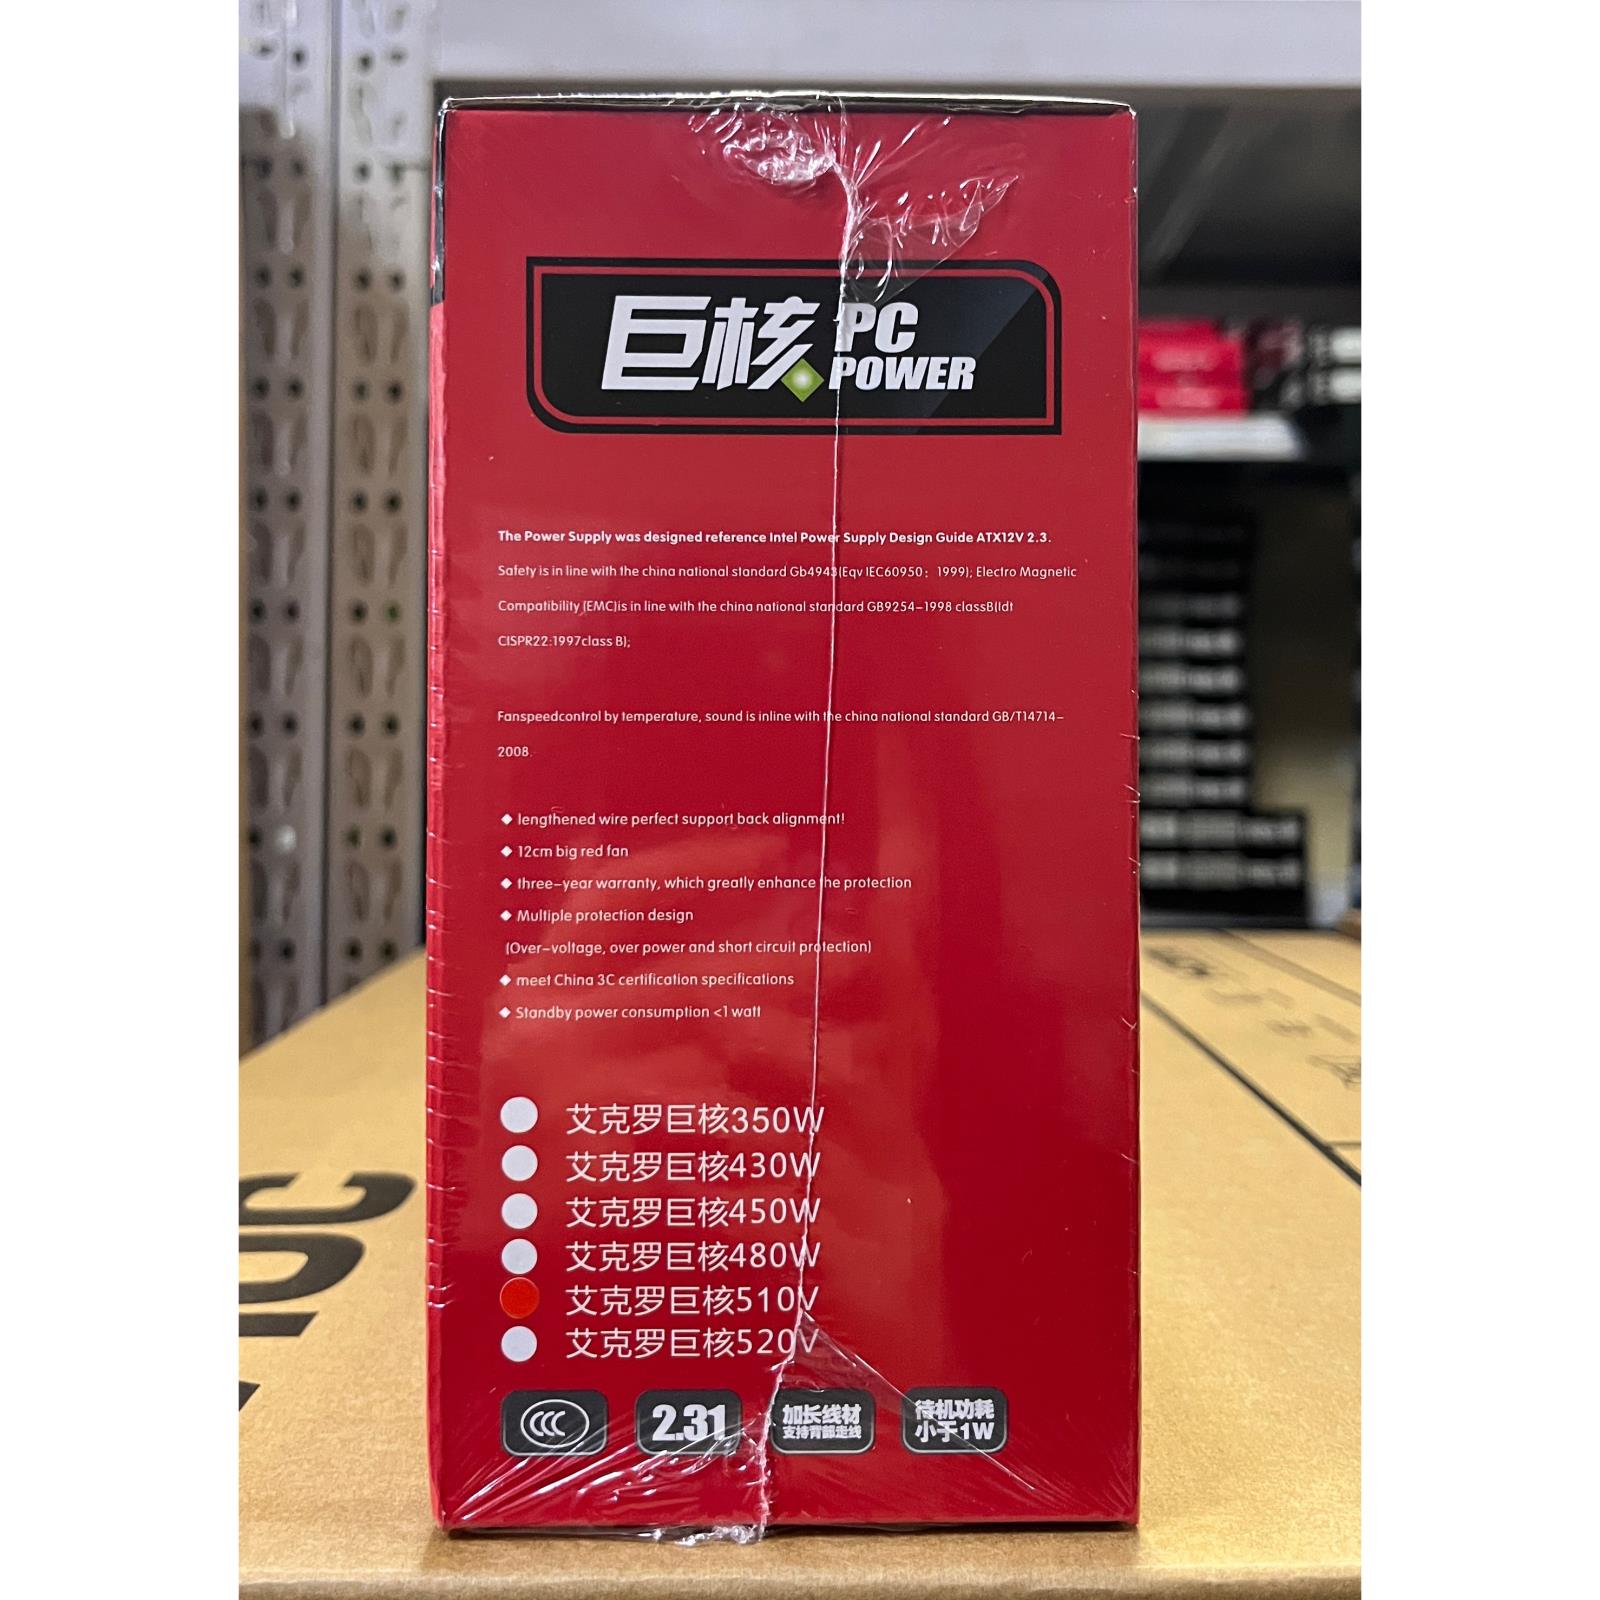 巨核 PC
POWER
The Power Supply was designed reference Intel Power Supply Design Guide ATX12V 2.3.
Safety is in line with the china national standard Gb4943(Eqv IEC60950：1999); Electro Magnetic
Compatibility (EMC)is in line with the china national standard GB9254-1998 classB(Idt
CISPR22:1997class B);
Fanspeedcontrol by temperature, sound is inline with the china national standard GB/T14714-
2008.
◆ lengthened wire perfect support back alignment!
◆ 12cm big red fan
◆ three-year warranty, which greatly enhance the protection
◆ Multiple protection design
(Over-voltage, over power and short circuit protection)
◆ meet China 3C certification specifications
◆ Standby power consumption <1 watt
艾克罗巨核350W
艾克罗巨核430W
艾克罗巨核450W
艾克罗巨核480W
艾克罗巨核510V
艾克罗巨核520V
CCC
2.31
加长线材
支持背部走线
待机功耗
小于1W